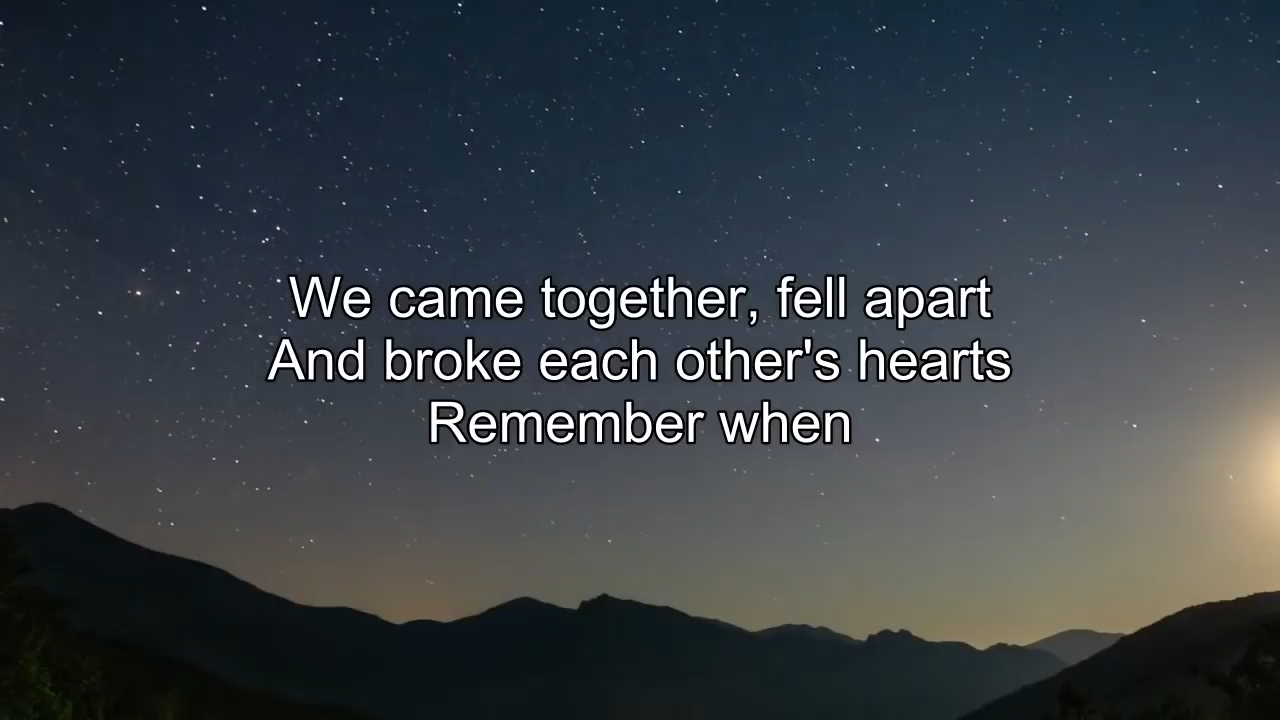 We came together, fell apart
And broke each other's hearts
Remember when